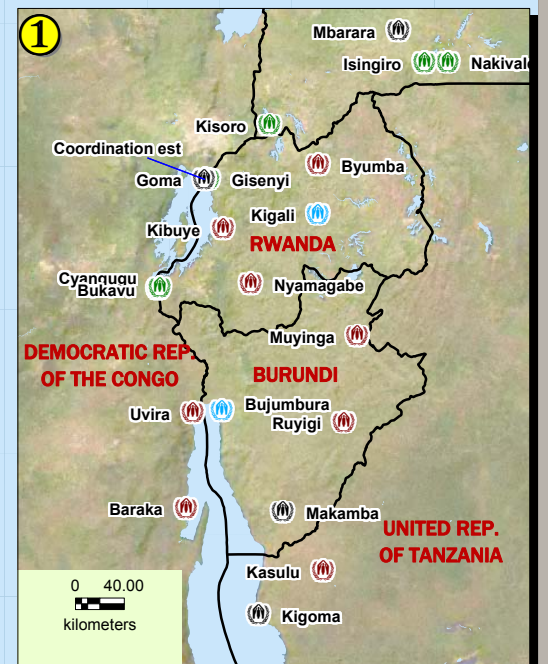 1
Mbarara
Isingiro
Nakivale
Kisoro
Coordination est
Goma
Gisenyi
Byumba
Kigali
Kibuye
RWANDA
Cyangugu
Bukavu
Nyamagabe
Muyinga
DEMOCRATIC REP.
OF THE CONGO
BURUNDI
Uvira
Bujumbura
Ruyigi
Baraka
Makamba
UNITED REP.
OF TANZANIA
Kasulu
Kigoma
0 40.00
kilometers